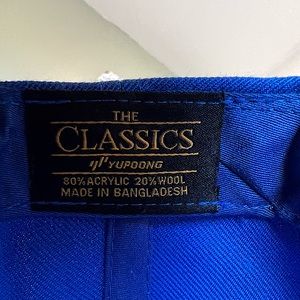 THE
CLASSICS
YUPOONG
80% ACRYLIC 20% WOOL
MADE IN BANGLADESH